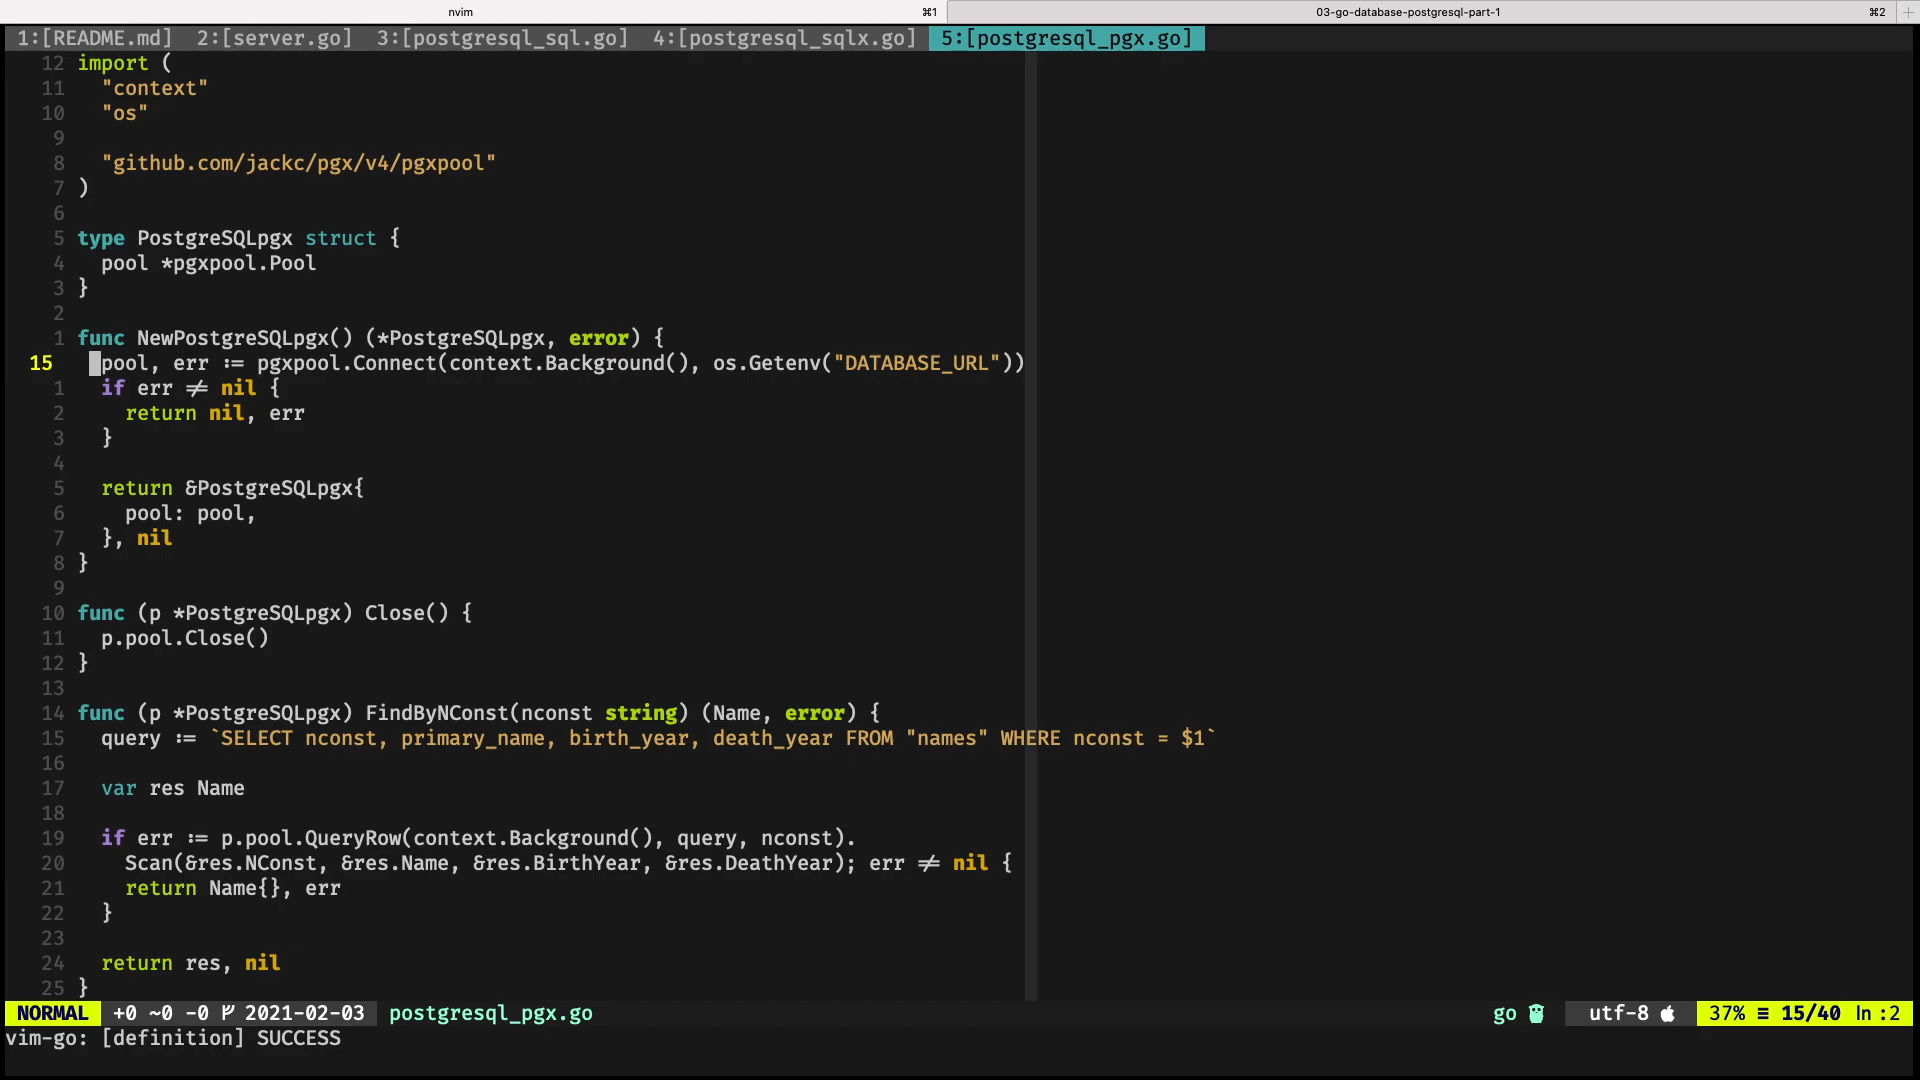 nvim ⌘1 03-go-database-postgresql-part-1 ⌘2 +
1:[README.md] 2:[server.go] 3:[postgresql_sql.go] 4:[postgresql_sqlx.go] 5:[postgresql_pgx.go]
12 import (
11   "context"
10   "os"
9
8   "github.com/jackc/pgx/v4/pgxpool"
7 )
6
5 type PostgreSQLpgx struct {
4   pool *pgxpool.Pool
3 }
2
1 func NewPostgreSQLpgx() (*PostgreSQLpgx, error) {
15   pool, err := pgxpool.Connect(context.Background(), os.Getenv("DATABASE_URL"))
1   if err ≠ nil {
2     return nil, err
3   }
4
5   return &PostgreSQLpgx{
6     pool: pool,
7   }, nil
8 }
9
10 func (p *PostgreSQLpgx) Close() {
11   p.pool.Close()
12 }
13
14 func (p *PostgreSQLpgx) FindByNConst(nconst string) (Name, error) {
15   query := `SELECT nconst, primary_name, birth_year, death_year FROM "names" WHERE nconst = $1`
16
17   var res Name
18
19   if err := p.pool.QueryRow(context.Background(), query, nconst).
20     Scan(&res.NConst, &res.Name, &res.BirthYear, &res.DeathYear); err ≠ nil {
21     return Name{}, err
22   }
23
24   return res, nil
25 }
NORMAL +0 ~0 -0 ᚠ 2021-02-03 postgresql_pgx.go go utf-8 37% ≡ 15/40 ln :2
vim-go: [definition] SUCCESS